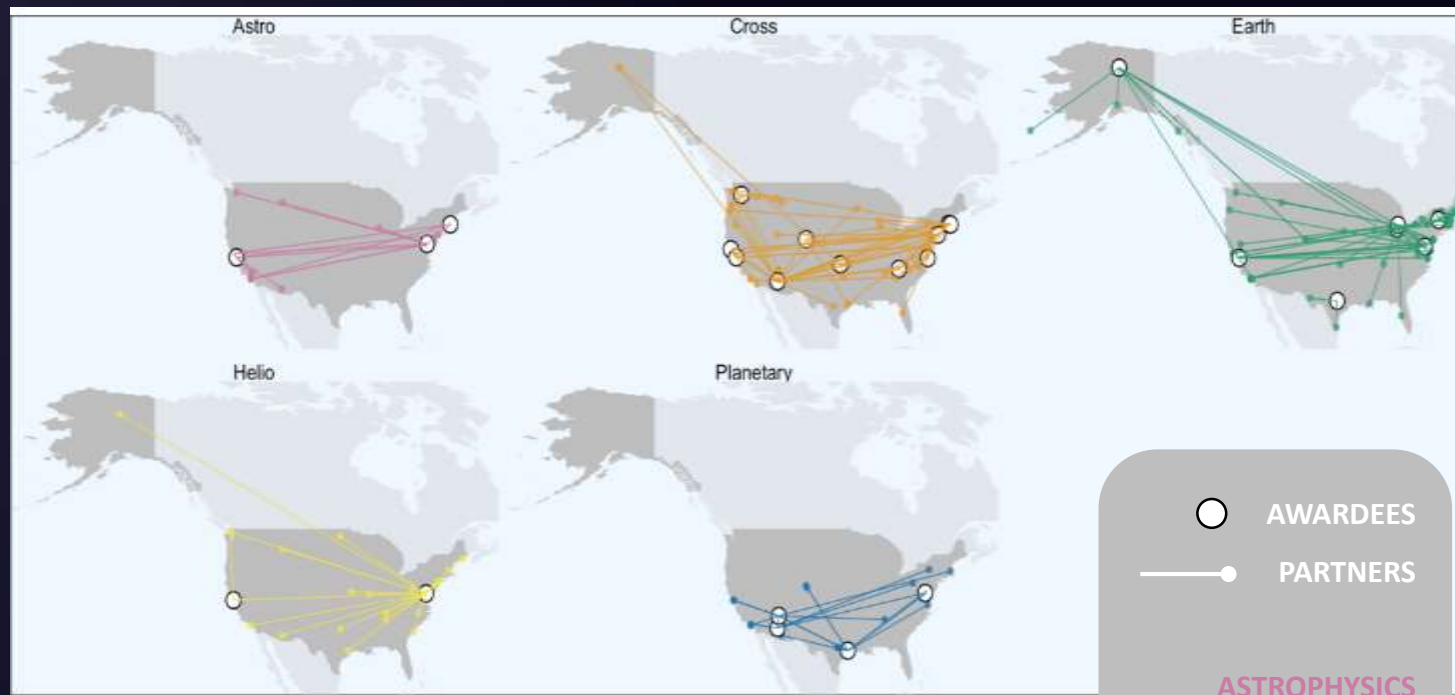 Astro
Cross
Earth
Helio
Planetary
AWARDEES
PARTNERS
ASTROPHYSICS